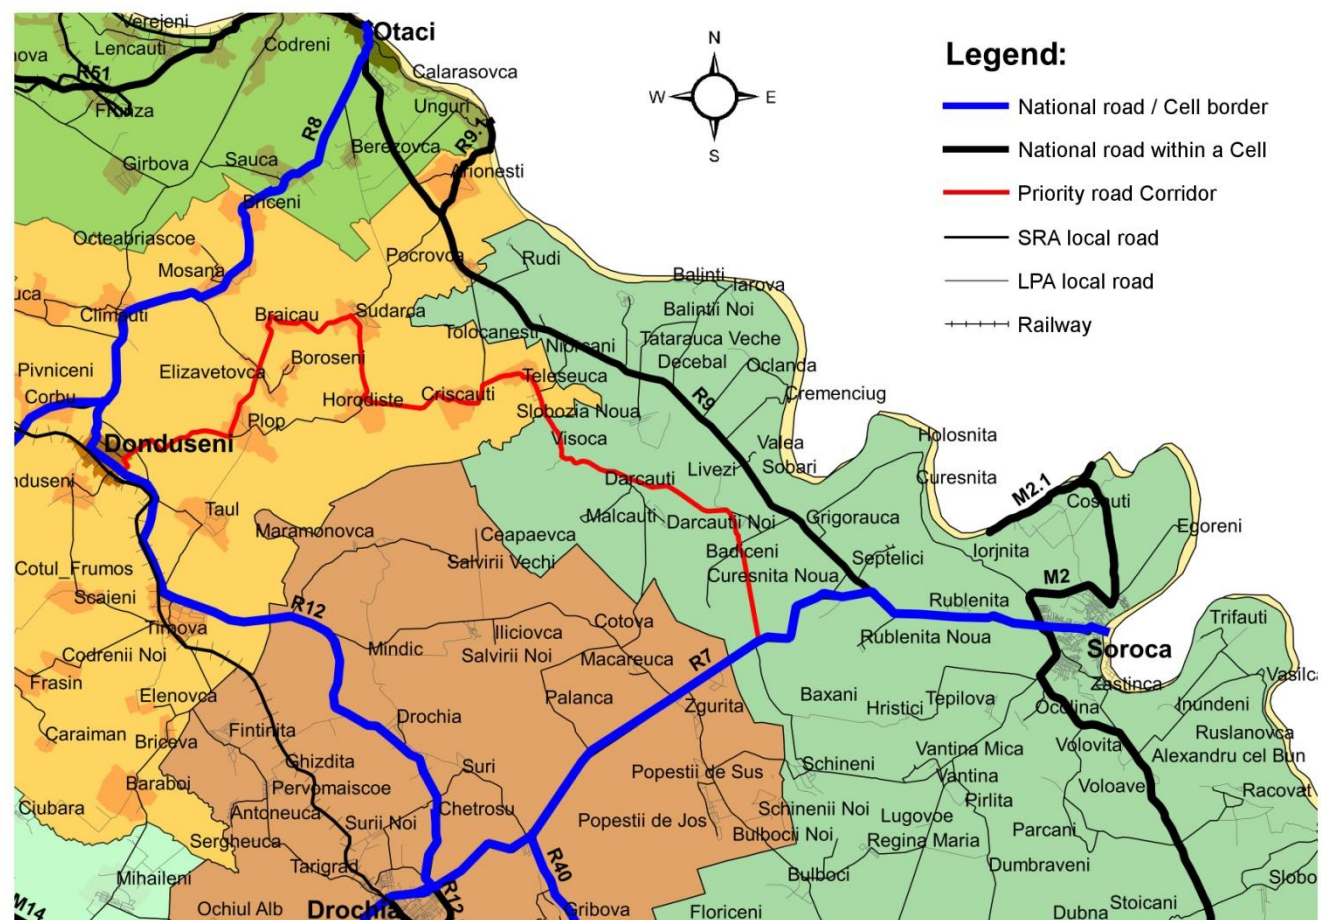 Verejeni
Otaci
Lencauti
Codreni
nova
R51
Calarasovca
Frunza
Unguri
R8
R9.1
Berezovca
Girbova
Sauca
Arionesti
Briceni
Octeabriascoe
Pocrovca
Rudi
Mosana
Balinti
Iarova
uca
Climauti
Braicau
Sudarca
Balintii Noi
Tolocanesti
Niorcani
Tatarauca Veche
Boroseni
Decebal
Oclanda
Pivniceni
Elizavetovca
Teleseuca
Cremenciug
Corbu
Horodiste
Criscauti
R9
Slobozia Noua
Plop
Donduseni
Visoca
Valea
Sobari
Holosnita
Livezi
nduseni
Darcauti
Curesnita
M2.1
Cosauti
Taul
Malcauti
Darcautii Noi
Grigorauca
Egoreni
Maramonovca
Ceapaevca
Badiceni
Iorjnita
Salvirii Vechi
Septelici
Cotul_Frumos
Curesnita Noua
M2
Scaieni
R12
Rublenita
Tirnova
Iliciovca
Cotova
Rublenita Noua
Trifauti
Mindic
Soroca
Codrenii Noi
Salvirii Noi
Macareuca
R7
Frasin
Zastinca
Vasilca
Elenovca
Palanca
Zgurita
Baxani
Hristici
Tepilova
Ocolina
Inundeni
Drochia
Caraiman
Briceva
Fintinita
Ruslanovca
Volovita
Vantina Mica
Alexandru cel Bun
Ghizdita
Suri
Popestii de Sus
Schineni
Vantina
Baraboi
Pervomaiscoe
Voloave
Racovat
Ciubara
Antoneuca
Chetrosu
Schinenii Noi
Pirlita
Surii Noi
Popestii de Jos
Lugovoe
Bulbocii Noi
Parcani
Sergheuca
Regina Maria
Tarigrad
R40
Dumbraveni
Mihaileni
Bulboci
Slobo
R12
M14
Ochiul Alb
Drochia
Gribova
Floriceni
Dubna
Stoicani
N
W
E
S
Legend:
National road / Cell border
National road within a Cell
Priority road Corridor
SRA local road
LPA local road
Railway